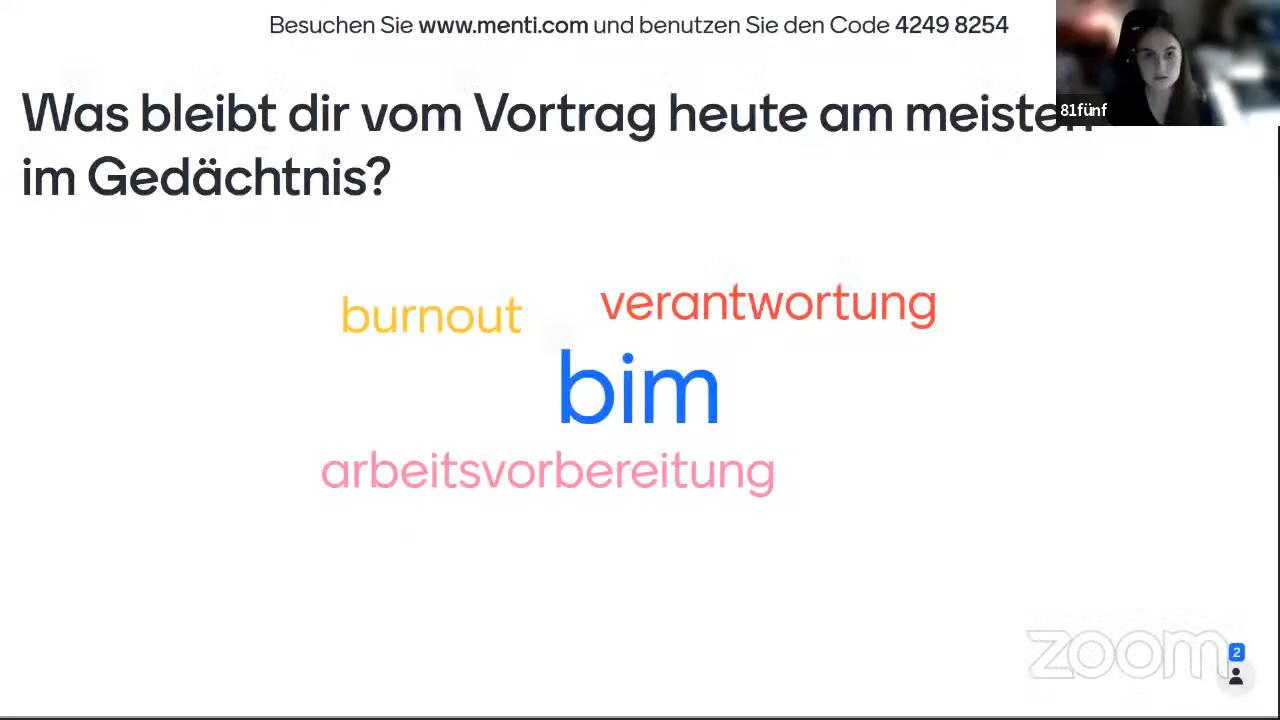 Besuchen Sie www.menti.com und benutzen Sie den Code 4249 8254
81fünf
Was bleibt dir vom Vortrag heute am meisten
im Gedächtnis?
burnout
verantwortung
bim
arbeitsvorbereitung
zoom
2